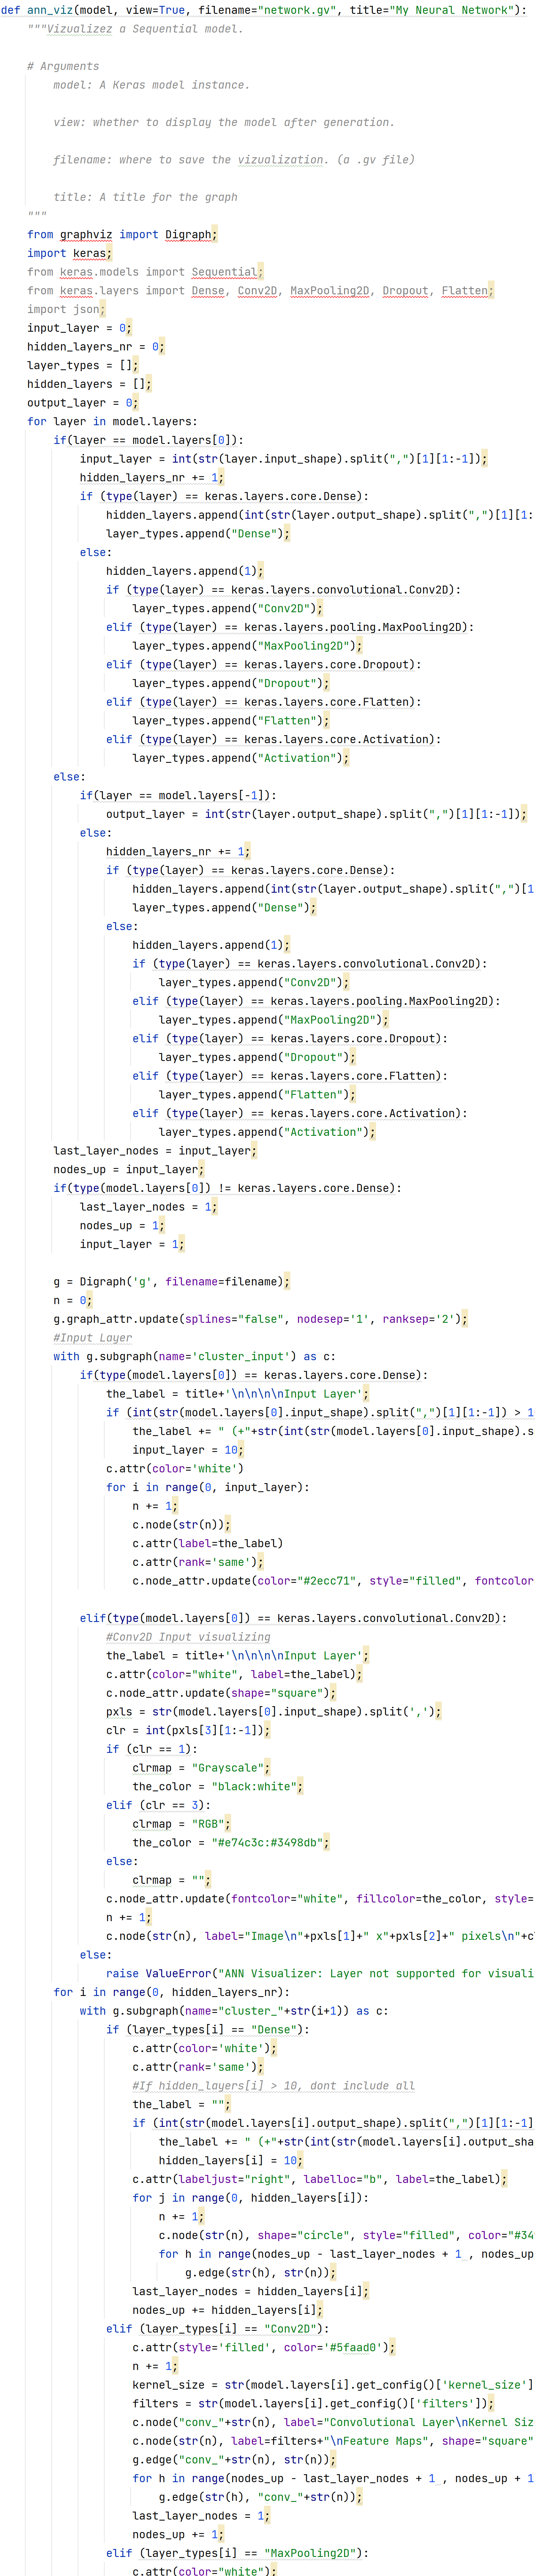 def ann_viz(model, view=True, filename="network.gv", title="My Neural Network"):
    """Vizualizez a Sequential model.

    # Arguments
        model: A Keras model instance.

        view: whether to display the model after generation.

        filename: where to save the vizualization. (a .gv file)

        title: A title for the graph
    """
    from graphviz import Digraph;
    import keras;
    from keras.models import Sequential;
    from keras.layers import Dense, Conv2D, MaxPooling2D, Dropout, Flatten;
    import json;
    input_layer = 0;
    hidden_layers_nr = 0;
    layer_types = [];
    hidden_layers = [];
    output_layer = 0;
    for layer in model.layers:
        if(layer == model.layers[0]):
            input_layer = int(str(layer.input_shape).split(",")[1][1:-1]);
            hidden_layers_nr += 1;
            if (type(layer) == keras.layers.core.Dense):
                hidden_layers.append(int(str(layer.output_shape).split(",")[1][1:
                layer_types.append("Dense");
            else:
                hidden_layers.append(1);
                if (type(layer) == keras.layers.convolutional.Conv2D):
                    layer_types.append("Conv2D");
                elif (type(layer) == keras.layers.pooling.MaxPooling2D):
                    layer_types.append("MaxPooling2D");
                elif (type(layer) == keras.layers.core.Dropout):
                    layer_types.append("Dropout");
                elif (type(layer) == keras.layers.core.Flatten):
                    layer_types.append("Flatten");
                elif (type(layer) == keras.layers.core.Activation):
                    layer_types.append("Activation");
        else:
            if(layer == model.layers[-1]):
                output_layer = int(str(layer.output_shape).split(",")[1][1:-1]);
            else:
                hidden_layers_nr += 1;
                if (type(layer) == keras.layers.core.Dense):
                    hidden_layers.append(int(str(layer.output_shape).split(",")[1
                    layer_types.append("Dense");
                else:
                    hidden_layers.append(1);
                    if (type(layer) == keras.layers.convolutional.Conv2D):
                        layer_types.append("Conv2D");
                    elif (type(layer) == keras.layers.pooling.MaxPooling2D):
                        layer_types.append("MaxPooling2D");
                    elif (type(layer) == keras.layers.core.Dropout):
                        layer_types.append("Dropout");
                    elif (type(layer) == keras.layers.core.Flatten):
                        layer_types.append("Flatten");
                    elif (type(layer) == keras.layers.core.Activation):
                        layer_types.append("Activation");
        last_layer_nodes = input_layer;
        nodes_up = input_layer;
        if(type(model.layers[0]) != keras.layers.core.Dense):
            last_layer_nodes = 1;
            nodes_up = 1;
            input_layer = 1;

        g = Digraph('g', filename=filename);
        n = 0;
        g.graph_attr.update(splines="false", nodesep='1', ranksep='2');
        #Input Layer
        with g.subgraph(name='cluster_input') as c:
            if(type(model.layers[0]) == keras.layers.core.Dense):
                the_label = title+'\n\n\n\nInput Layer';
                if (int(str(model.layers[0].input_shape).split(",")[1][1:-1]) > 1
                    the_label += " (+"+str(int(str(model.layers[0].input_shape).s
                    input_layer = 10;
                c.attr(color='white')
                for i in range(0, input_layer):
                    n += 1;
                    c.node(str(n));
                    c.attr(label=the_label)
                    c.attr(rank='same');
                    c.node_attr.update(color="#2ecc71", style="filled", fontcolor

            elif(type(model.layers[0]) == keras.layers.convolutional.Conv2D):
                #Conv2D Input visualizing
                the_label = title+'\n\n\n\nInput Layer';
                c.attr(color="white", label=the_label);
                c.node_attr.update(shape="square");
                pxls = str(model.layers[0].input_shape).split(',');
                clr = int(pxls[3][1:-1]);
                if (clr == 1):
                    clrmap = "Grayscale";
                    the_color = "black:white";
                elif (clr == 3):
                    clrmap = "RGB";
                    the_color = "#e74c3c:#3498db";
                else:
                    clrmap = "";
                c.node_attr.update(fontcolor="white", fillcolor=the_color, style=
                n += 1;
                c.node(str(n), label="Image\n"+pxls[1]+" x"+pxls[2]+" pixels\n"+c
            else:
                raise ValueError("ANN Visualizer: Layer not supported for visuali
        for i in range(0, hidden_layers_nr):
            with g.subgraph(name="cluster_"+str(i+1)) as c:
                if (layer_types[i] == "Dense"):
                    c.attr(color='white');
                    c.attr(rank='same');
                    #If hidden_layers[i] > 10, dont include all
                    the_label = "";
                    if (int(str(model.layers[i].output_shape).split(",")[1][1:-1]
                        the_label += " (+"+str(int(str(model.layers[i].output_sha
                        hidden_layers[i] = 10;
                    c.attr(labeljust="right", labelloc="b", label=the_label);
                    for j in range(0, hidden_layers[i]):
                        n += 1;
                        c.node(str(n), shape="circle", style="filled", color="#34
                        for h in range(nodes_up - last_layer_nodes + 1 , nodes_up
                            g.edge(str(h), str(n));
                    last_layer_nodes = hidden_layers[i];
                    nodes_up += hidden_layers[i];
                elif (layer_types[i] == "Conv2D"):
                    c.attr(style='filled', color='#5faad0');
                    n += 1;
                    kernel_size = str(model.layers[i].get_config()['kernel_size']
                    filters = str(model.layers[i].get_config()['filters']);
                    c.node("conv_"+str(n), label="Convolutional Layer\nKernel Siz
                    c.node(str(n), label=filters+"\nFeature Maps", shape="square"
                    g.edge("conv_"+str(n), str(n));
                    for h in range(nodes_up - last_layer_nodes + 1 , nodes_up + 1
                        g.edge(str(h), "conv_"+str(n));
                    last_layer_nodes = 1;
                    nodes_up += 1;
                elif (layer_types[i] == "MaxPooling2D"):
                    c.attr(color="white");